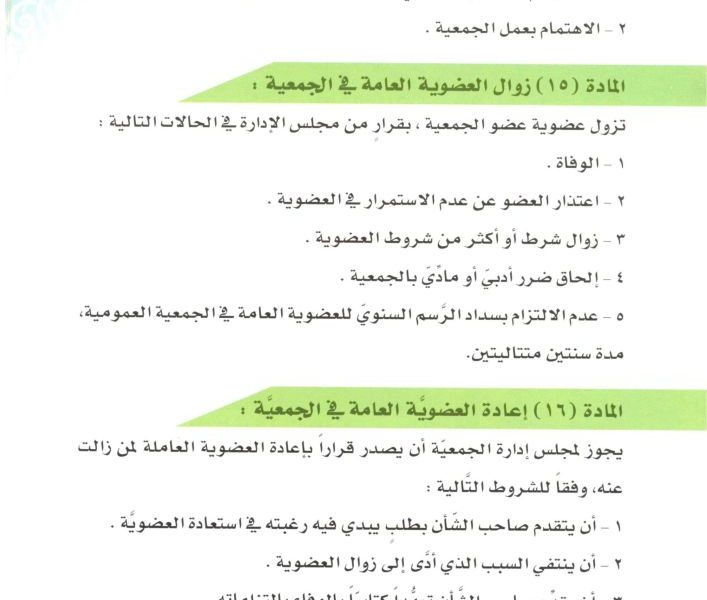 ٢ - الاهتمام بعمل الجمعية .
المادة (١٥) زوال العضوية العامة في الجمعية :
تزول عضوية عضو الجمعية ، بقرارٍ من مجلس الإدارة في الحالات التالية :
١ - الوفاة .
٢ - اعتذار العضو عن عدم الاستمرار في العضوية .
٣ - زوال شرط أو أكثر من شروط العضوية .
٤ - إلحاق ضرر أدبيّ أو مادّيّ بالجمعية .
٥ - عدم الالتزام بسداد الرَّسم السنويّ للعضوية العامة في الجمعية العمومية،
مدة سنتين متتاليتين.
المادة (١٦) إعادة العضويَّة العامة في الجمعيَّة :
يجوز لمجلس إدارة الجمعيَة أن يصدر قراراً بإعادة العضوية العاملة لمن زالت
عنه، وفقاً للشروط التَّالية :
١ - أن يتقدم صاحب الشَّأن بطلبٍ يبدي فيه رغبته في استعادة العضويَّة .
٢ - أن ينتفي السبب الذي أدَّى إلى زوال العضوية .